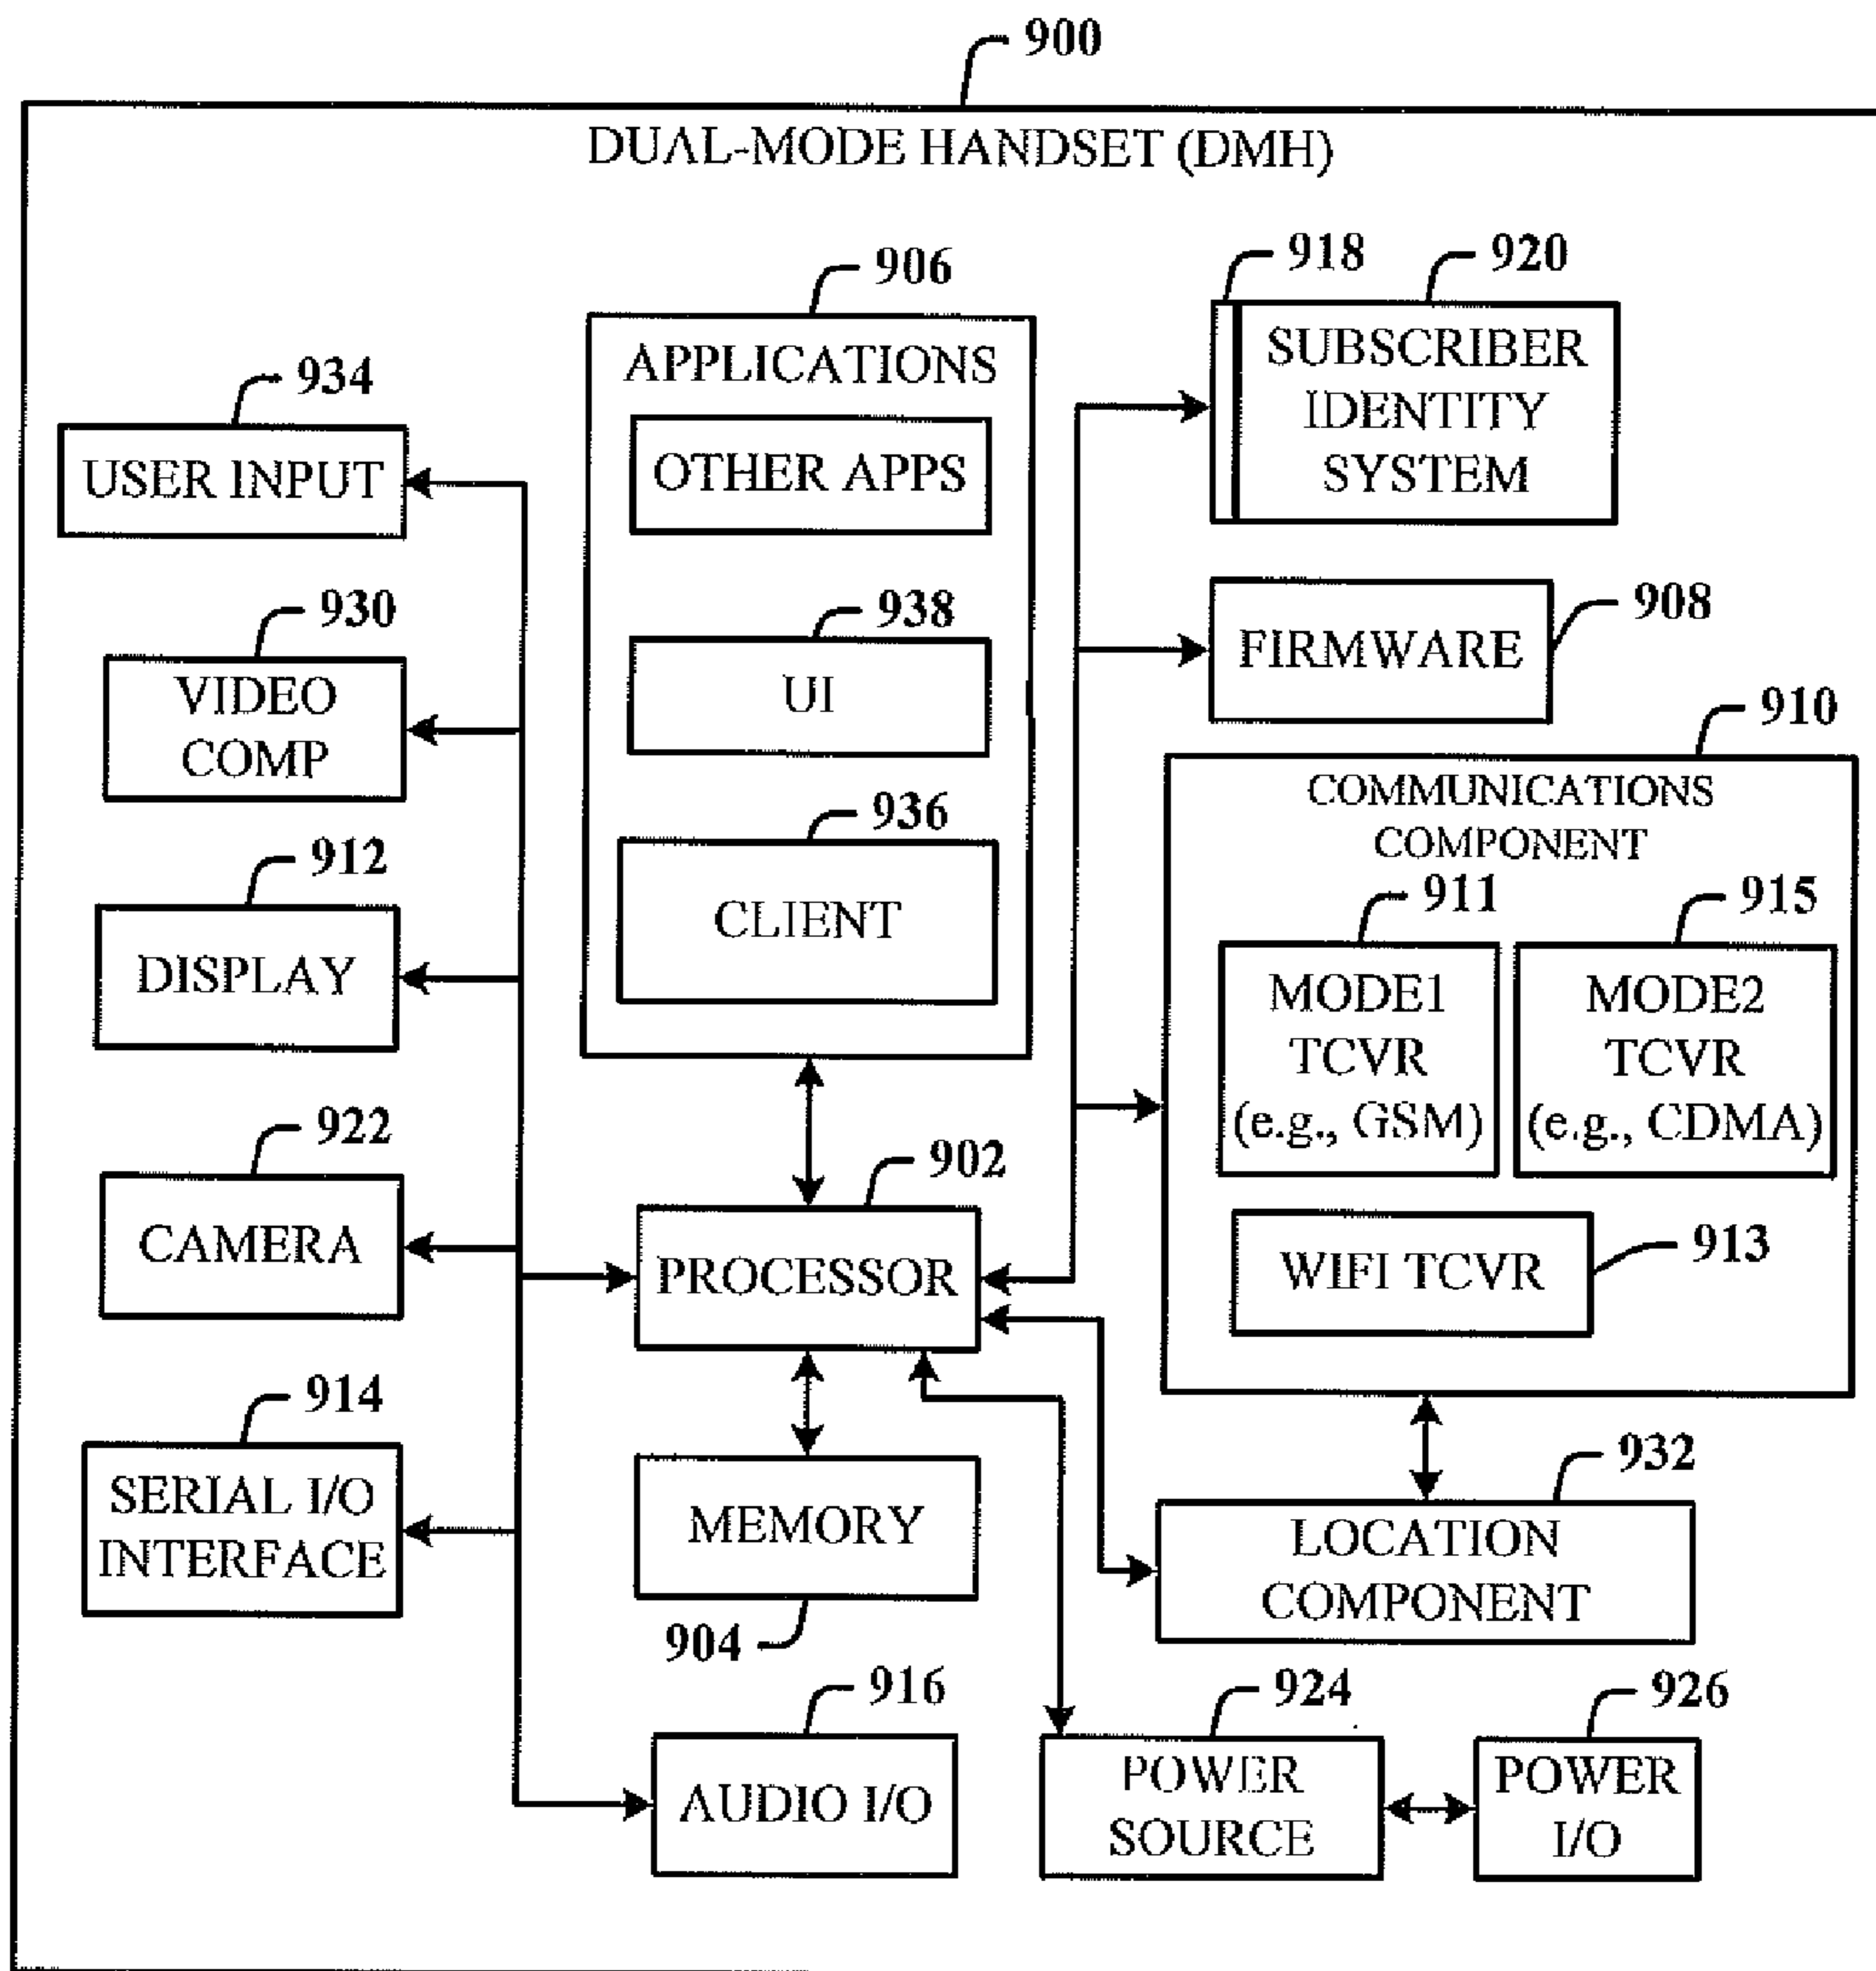 900
DUAL-MODE HANDSET (DMH)
934
USER INPUT
930
VIDEO
COMP
912
DISPLAY
922
CAMERA
914
SERIAL I/O
INTERFACE
906
APPLICATIONS
OTHER APPS
938
UI
936
CLIENT
902
PROCESSOR
MEMORY
904
916
AUDIO I/O
918
920
SUBSCRIBER
IDENTITY
SYSTEM
FIRMWARE
908
910
COMMUNICATIONS
COMPONENT
911
MODE1
TCVR
(e.g., GSM)
915
MODE2
TCVR
(e.g., CDMA)
WIFI TCVR
913
932
LOCATION
COMPONENT
924
POWER
SOURCE
926
POWER
I/O